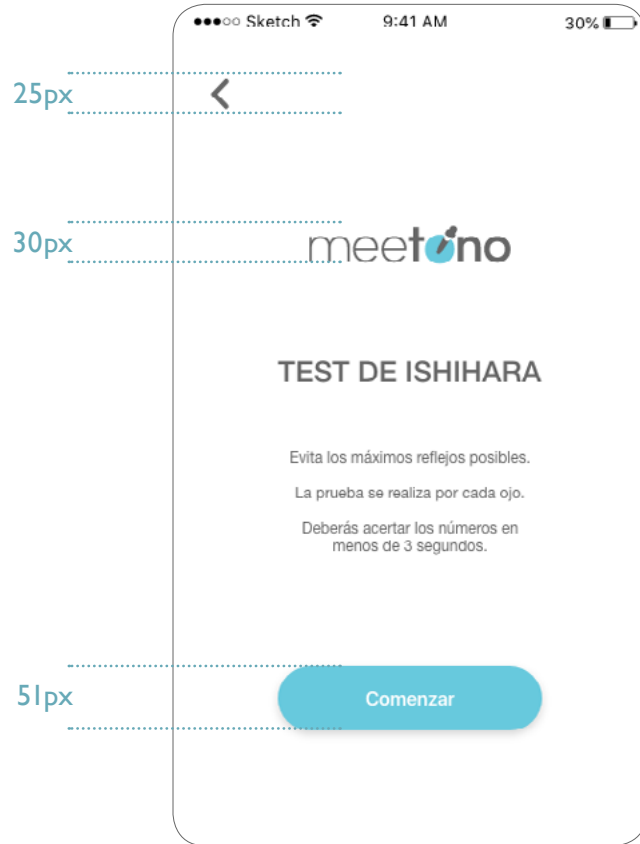 ●●●○○ Sketch 9:41 AM 30%
25px
30px
meetono
TEST DE ISHIHARA
Evita los máximos reflejos posibles.
La prueba se realiza por cada ojo.
Deberás acertar los números en
menos de 3 segundos.
51px
Comenzar